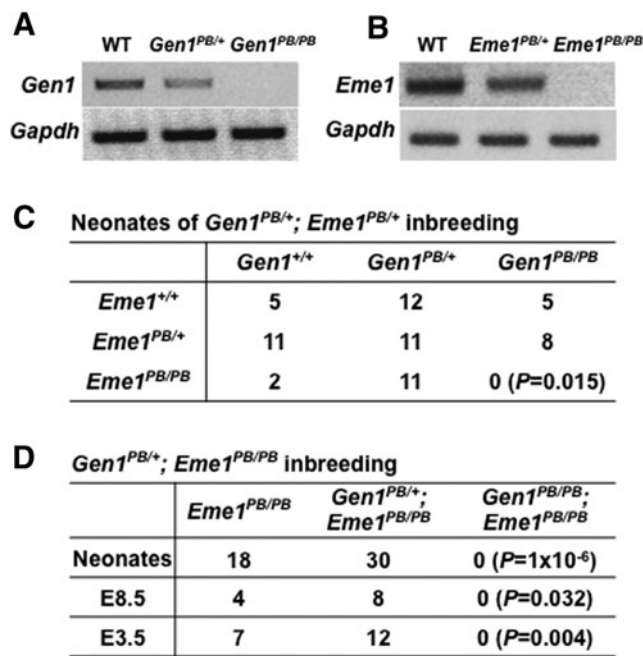 A
WT Gen1PB/+ Gen1PB/PB
Gen1
Gapdh
B
WT Eme1PB/+ Eme1PB/PB
Eme1
Gapdh
C Neonates of Gen1PB/+; Eme1PB/+ inbreeding
Gen1+/+ Gen1PB/+ Gen1PB/PB
Eme1+/+ 5 12 5
Eme1PB/+ 11 11 8
Eme1PB/PB 2 11 0 (P=0.015)
D Gen1PB/+; Eme1PB/PB inbreeding
Eme1PB/PB Gen1PB/+; Eme1PB/PB Gen1PB/PB; Eme1PB/PB
Neonates 18 30 0 (P=1x10-6)
E8.5 4 8 0 (P=0.032)
E3.5 7 12 0 (P=0.004)